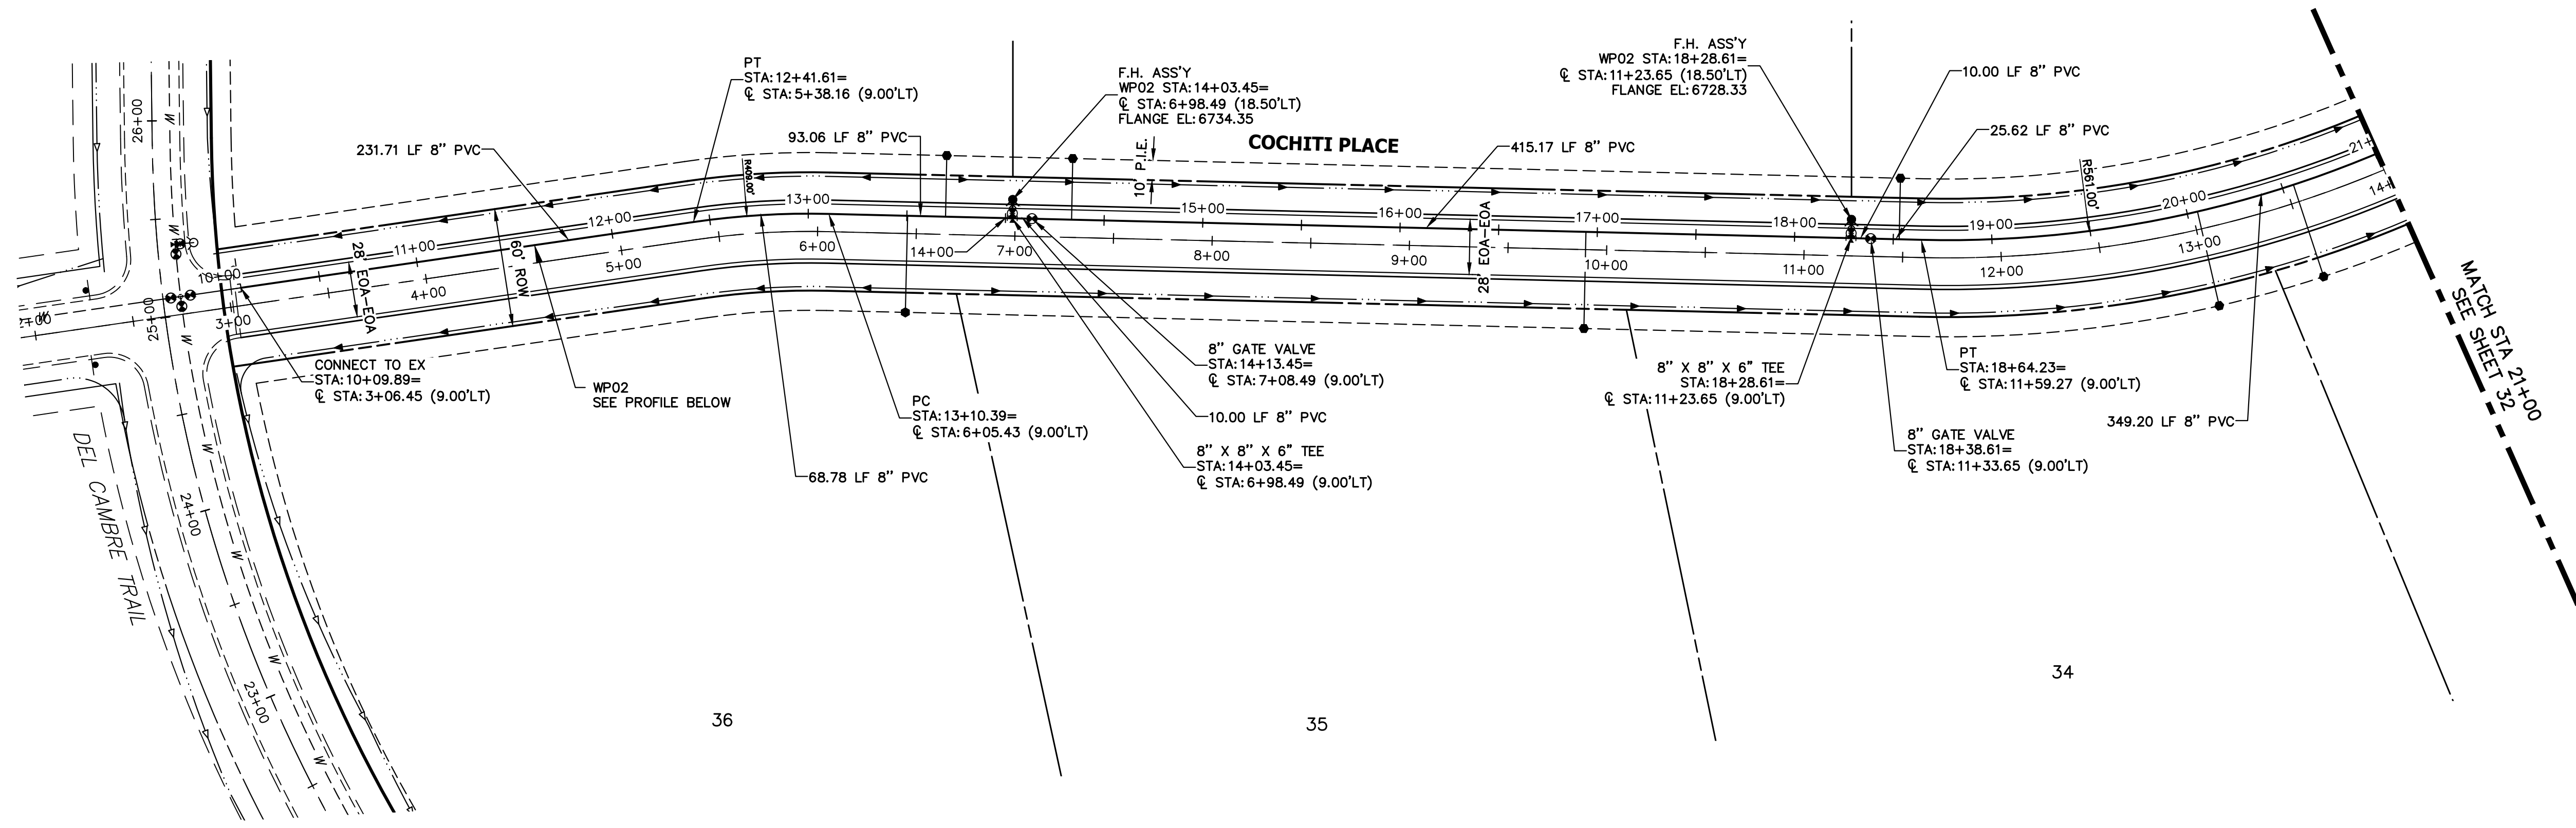 PT
STA:12+41.61=
℄ STA:5+38.16 (9.00'LT)
F.H. ASS'Y
WP02 STA:14+03.45=
℄ STA:6+98.49 (18.50'LT)
FLANGE EL:6734.35
F.H. ASS'Y
WP02 STA:18+28.61=
℄ STA:11+23.65 (18.50'LT)
FLANGE EL:6728.33
10.00 LF 8" PVC
25.62 LF 8" PVC
231.71 LF 8" PVC
93.06 LF 8" PVC
10' P.I.E.
COCHITI PLACE
415.17 LF 8" PVC
R409.00'
R561.00'
26+00
W
W
10+00
11+00
12+00
13+00
14+00
15+00
16+00
17+00
18+00
19+00
20+00
21+
3+00
4+00
5+00
6+00
7+00
8+00
9+00
10+00
11+00
12+00
13+00
14+
28' EOA-EOA
60' ROW
28' EOA-EOA
2+00
W
25+00
W
CONNECT TO EX
STA:10+09.89=
℄ STA:3+06.45 (9.00'LT)
WP02
SEE PROFILE BELOW
PC
STA:13+10.39=
℄ STA:6+05.43 (9.00'LT)
68.78 LF 8" PVC
8" GATE VALVE
STA:14+13.45=
℄ STA:7+08.49 (9.00'LT)
10.00 LF 8" PVC
8" X 8" X 6" TEE
STA:14+03.45=
℄ STA:6+98.49 (9.00'LT)
8" X 8" X 6" TEE
STA:18+28.61=
℄ STA:11+23.65 (9.00'LT)
PT
STA:18+64.23=
℄ STA:11+59.27 (9.00'LT)
8" GATE VALVE
STA:18+38.61=
℄ STA:11+33.65 (9.00'LT)
349.20 LF 8" PVC
MATCH STA 21+00
SEE SHEET 32
DEL CAMBRE TRAIL
W
24+00
W
W
23+00
W
36
35
34